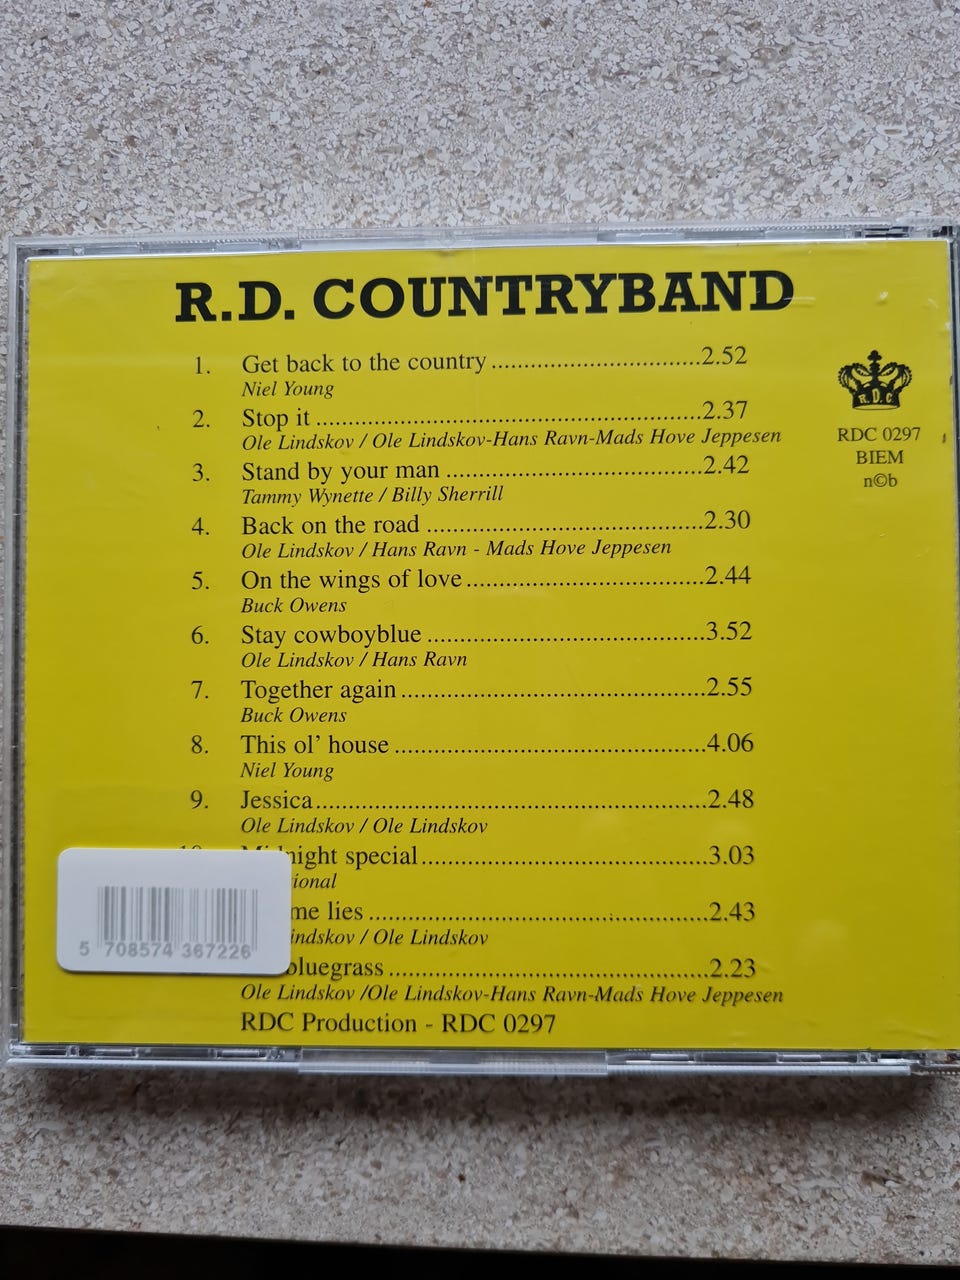 R.D. COUNTRYBAND
1. Get back to the country..............................2.52
Niel Young
2. Stop it.......................................................2.37
Ole Lindskov / Ole Lindskov-Hans Ravn-Mads Hove Jeppesen
3. Stand by your man.....................................2.42
Tammy Wynette / Billy Sherrill
4. Back on the road........................................2.30
Ole Lindskov / Hans Ravn - Mads Hove Jeppesen
5. On the wings of love..................................2.44
Buck Owens
6. Stay cowboyblue........................................3.52
Ole Lindskov / Hans Ravn
7. Together again............................................2.55
Buck Owens
8. This ol' house.............................................4.06
Niel Young
9. Jessica.........................................................2.48
Ole Lindskov / Ole Lindskov
special..........................................3.03
me lies.................................................2.43
/ Ole Lindskov
bluegrass..............................................2.23
Ole Lindskov /Ole Lindskov-Hans Ravn-Mads Hove Jeppesen
RDC Production - RDC 0297
R.D.C
RDC 0297
BIEM
n©b
5 708574 367226